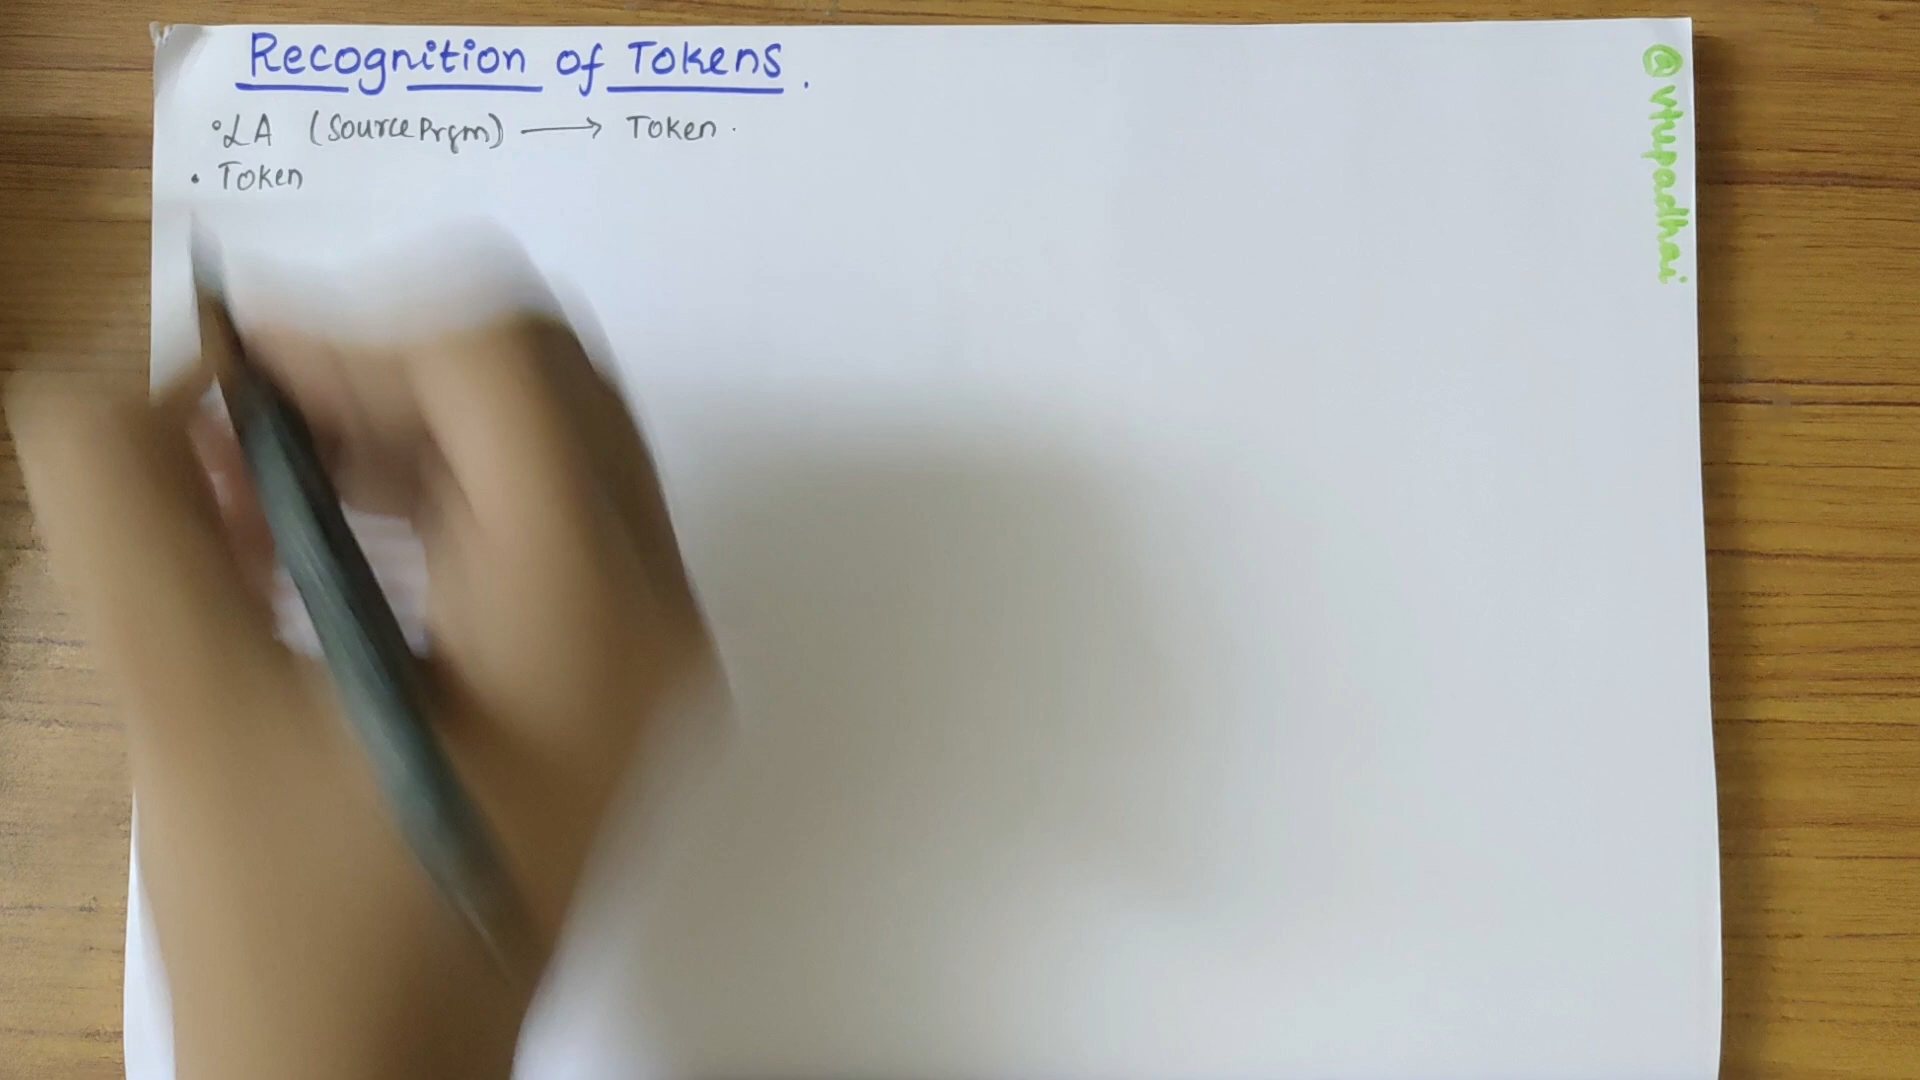 Recognition of Tokens.
°LA (Source Prgm) ⟶ Token.
• Token
@vtupadhai